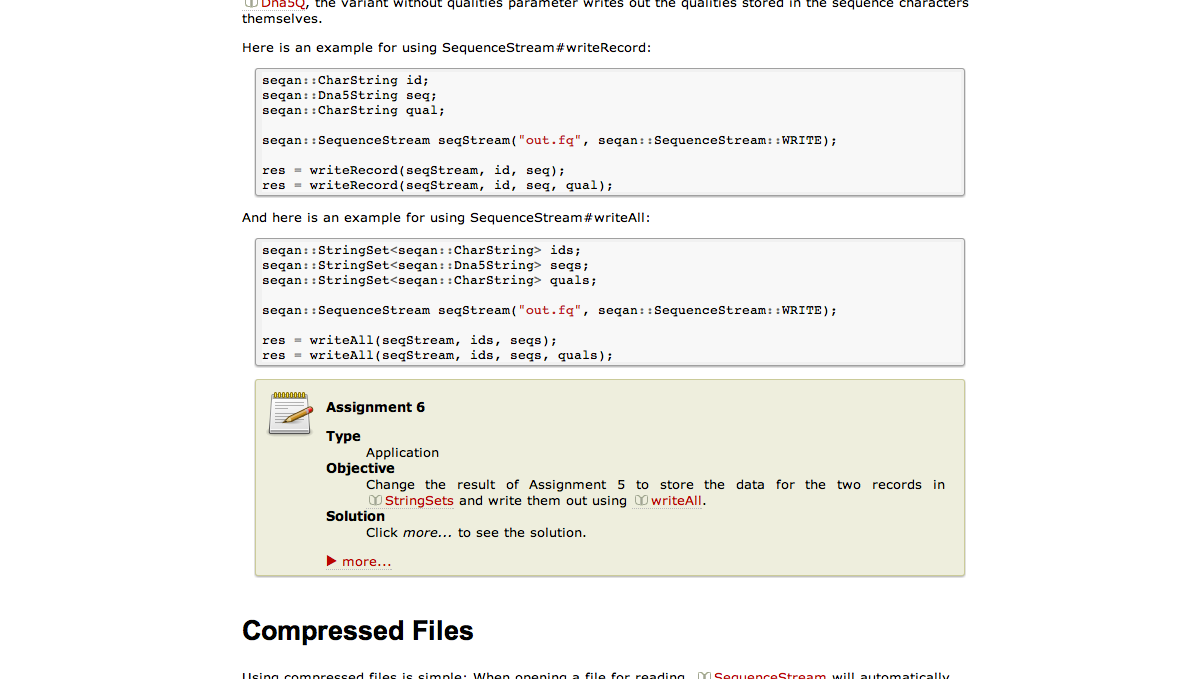 Dna5Q, the variant without qualities parameter writes out the qualities stored in the sequence characters
themselves.
Here is an example for using SequenceStream#writeRecord:
seqan::CharString id;
seqan::Dna5String seq;
seqan::CharString qual;
seqan::SequenceStream seqStream("out.fq", seqan::SequenceStream::WRITE);
res = writeRecord(seqStream, id, seq);
res = writeRecord(seqStream, id, seq, qual);
And here is an example for using SequenceStream#writeAll:
seqan::StringSet<seqan::CharString> ids;
seqan::StringSet<seqan::Dna5String> seqs;
seqan::StringSet<seqan::CharString> quals;
seqan::SequenceStream seqStream("out.fq", seqan::SequenceStream::WRITE);
res = writeAll(seqStream, ids, seqs);
res = writeAll(seqStream, ids, seqs, quals);
Assignment 6
Type
Application
Objective
Change the result of Assignment 5 to store the data for the two records in
StringSets and write them out using writeAll.
Solution
Click more... to see the solution.
more...
Compressed Files
Using compressed files is simple: When opening a file for reading, SequenceStream will automatically